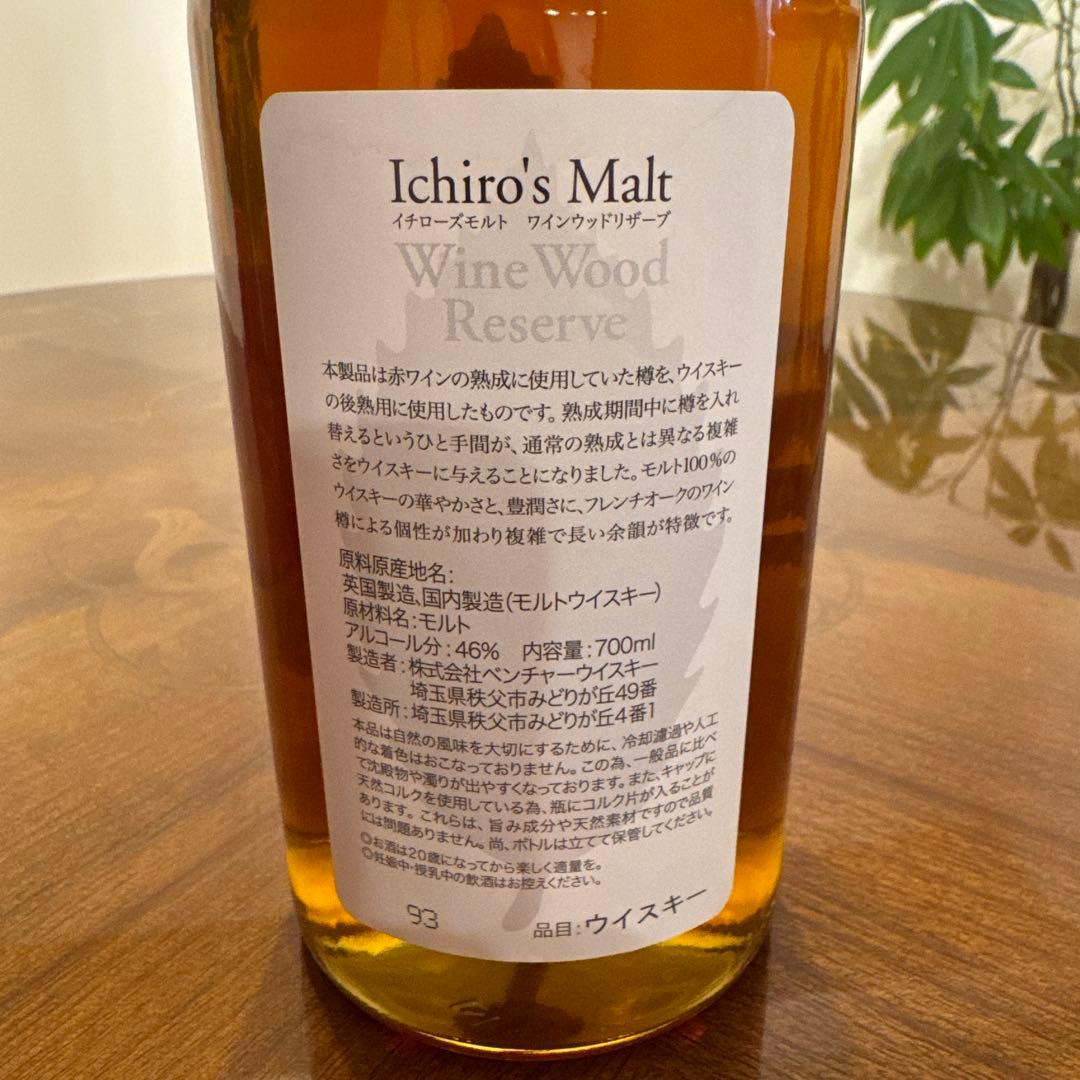 Ichiro's Malt
イチローズモルト　ワインウッドリザーブ
Wine Wood
Reserve
本製品は赤ワインの熟成に使用していた樽を、ウイスキー
の後熟用に使用したものです。熟成期間中に樽を入れ
替えるというひと手間が、通常の熟成とは異なる複雑
さをウイスキーに与えることになりました。モルト100%の
ウイスキーの華やかさと、豊潤さに、フレンチオークのワイン
樽による個性が加わり複雑で長い余韻が特徴です。
原料原産地名：
英国製造、国内製造（モルトウイスキー）
原材料名：モルト
アルコール分：46%　内容量：700ml
製造者：株式会社ベンチャーウイスキー
埼玉県秩父市みどりが丘49番
製造所：埼玉県秩父市みどりが丘4番1
本品は自然の風味を大切にするために、冷却濾過や人工
的な着色はおこなっておりません。この為、一般品に比べ
て沈殿物や濁りが出やすくなっております。また、キャップに
天然コルクを使用している為、瓶にコルク片が入ることが
あります。これらは、旨み成分や天然素材ですので品質
には問題ありません。尚、ボトルは立てて保管してください。
◎お酒は20歳になってから楽しく適量を。
◎妊娠中・授乳中の飲酒はお控えください。
93
品目：ウイスキー